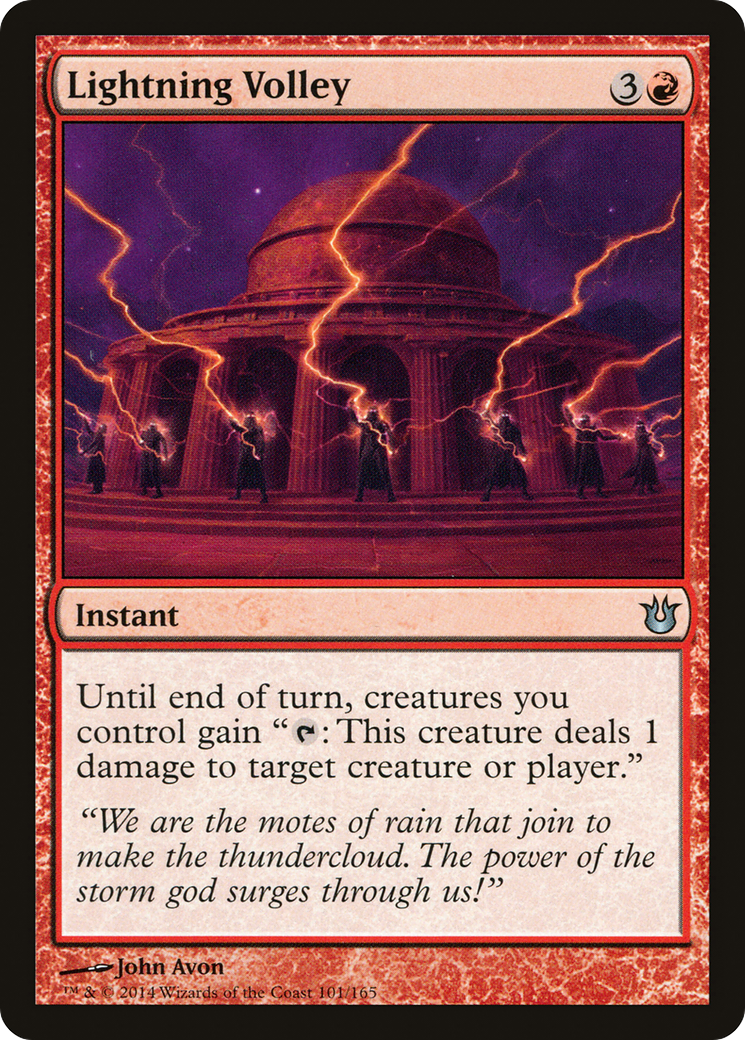 Lightning Volley 3
Instant
Until end of turn, creatures you
control gain “ : This creature deals 1
damage to target creature or player.”
“We are the motes of rain that join to
make the thundercloud. The power of the
storm god surges through us!”
John Avon
™ & © 2014 Wizards of the Coast 101/165